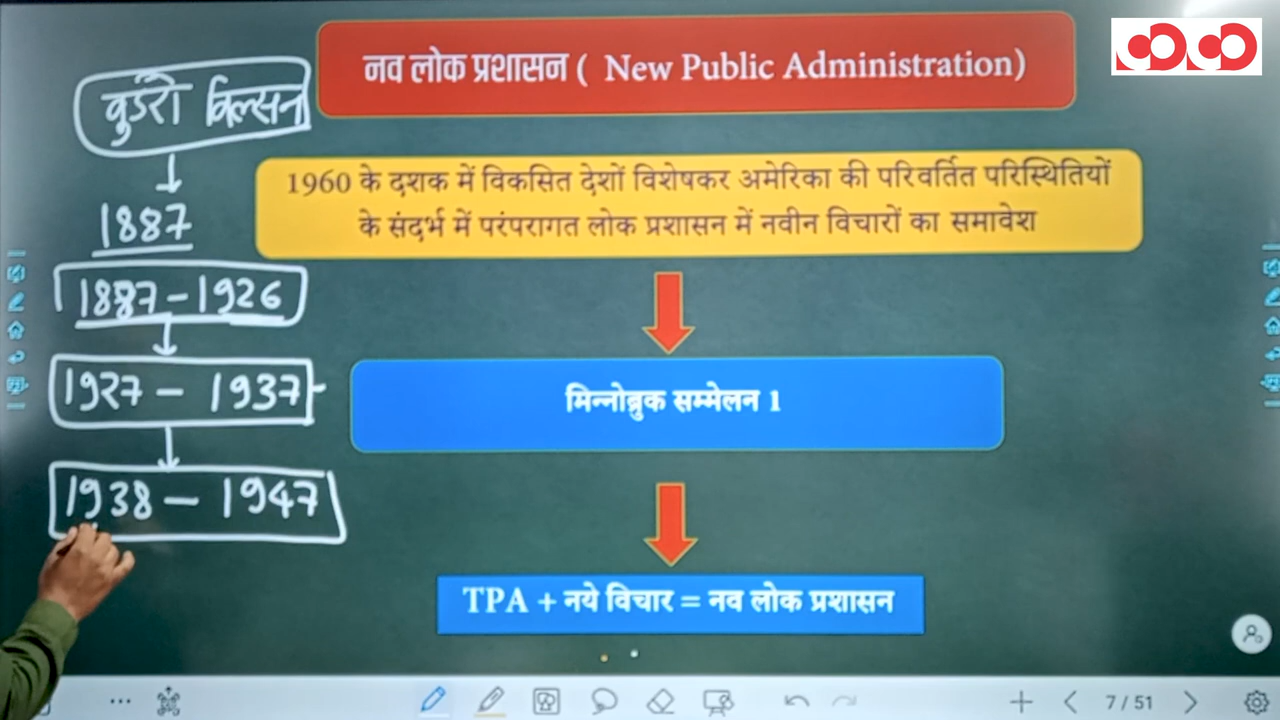 नव लोक प्रशासन ( New Public Administration)
वुडरो विल्सन
1887
1887 - 1926
1927 - 1937
1938 - 1947
1960 के दशक में विकसित देशों विशेषकर अमेरिका की परिवर्तित परिस्थितियों
के संदर्भ में परंपरागत लोक प्रशासन में नवीन विचारों का समावेश
मिन्नोब्रुक सम्मेलन 1
TPA + नये विचार = नव लोक प्रशासन
7 / 51